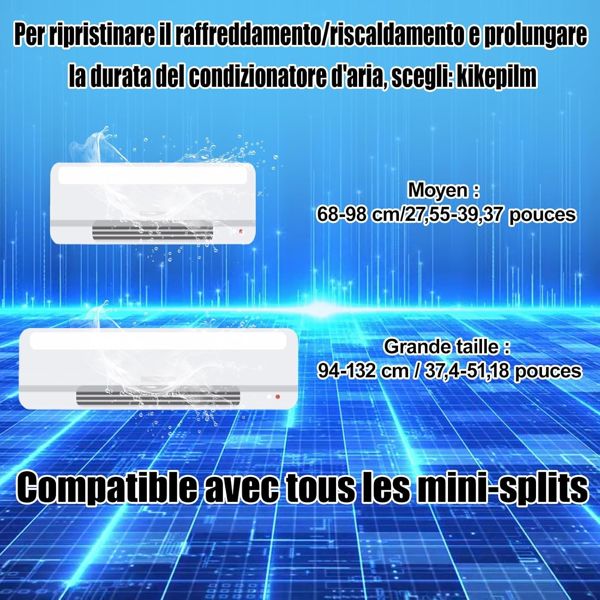 Per ripristinare il raffreddamento/riscaldamento e prolungare
la durata del condizionatore d'aria, scegli: kikepilm
Moyen :
68-98 cm/27,55-39,37 pouces
Grande taille :
94-132 cm / 37,4-51,18 pouces
Compatible avec tous les mini-splits